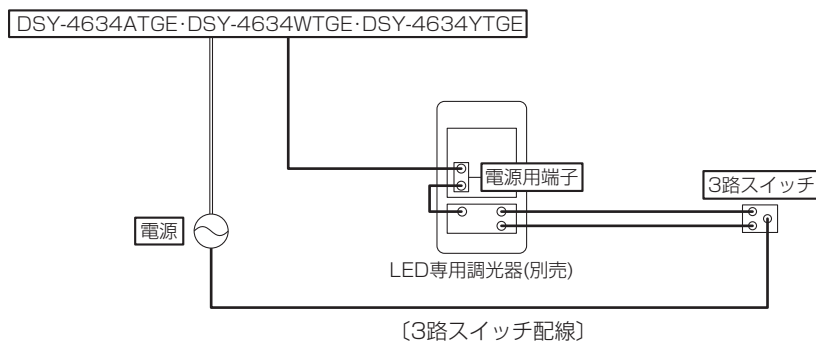 DSY-4634ATGE･DSY-4634WTGE･DSY-4634YTGE
電源用端子
3路スイッチ
電源
LED専用調光器(別売)
〔3路スイッチ配線〕